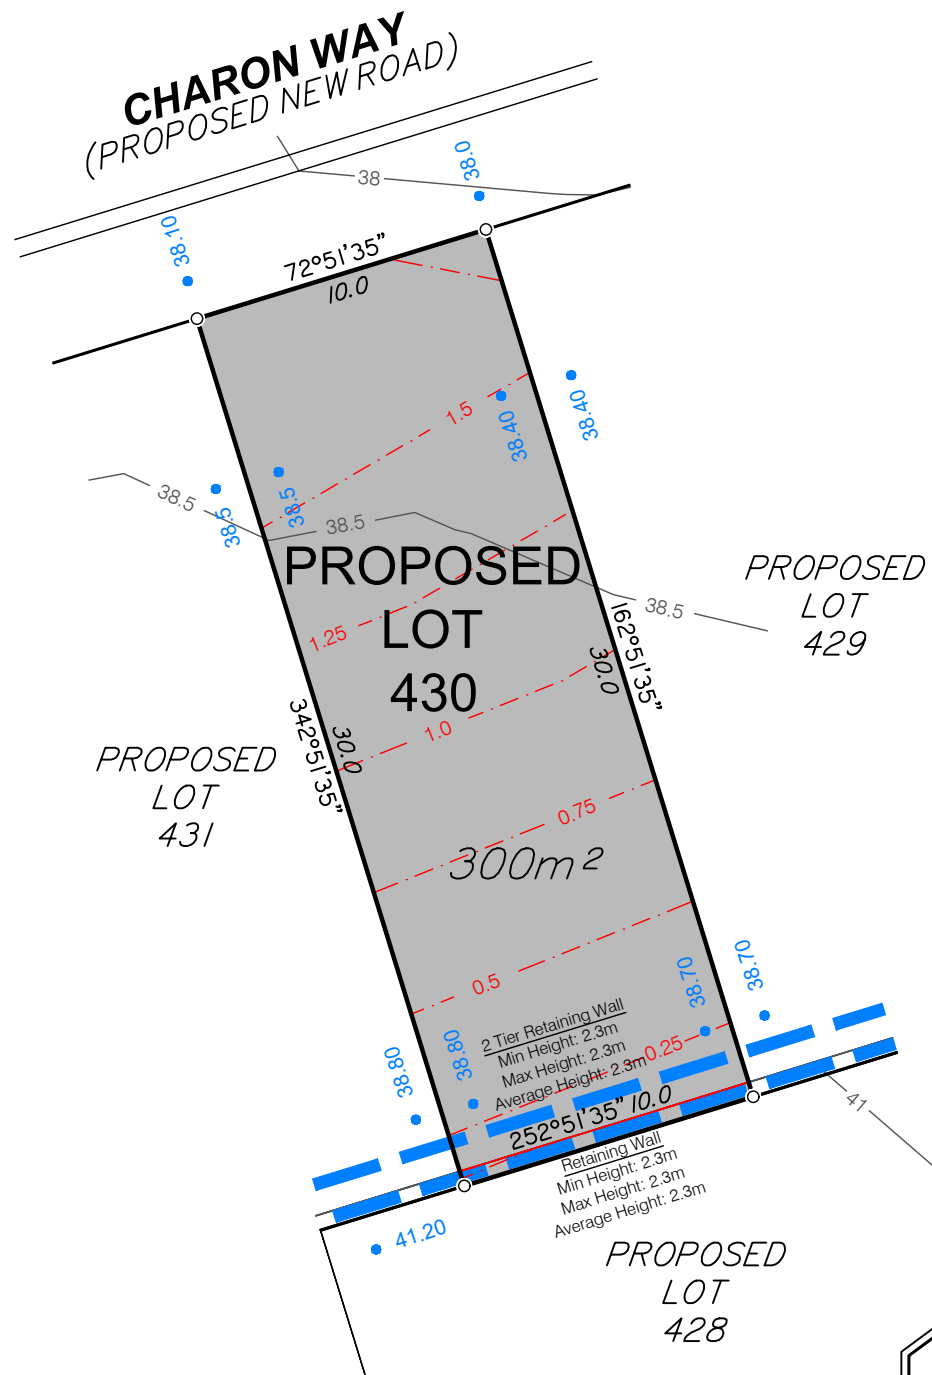 CHARON WAY
(PROPOSED NEW ROAD)
38.0
38
38.10
72°51'35"
10.0
1.5
38.40
38.40
38.5
38.5
38.5
38.5
38.5
PROPOSED
LOT
430
1.25
1.0
162°51'35"
30.0
PROPOSED
LOT
429
342°51'35"
30.0
PROPOSED
LOT
431
0.75
300m²
0.5
38.70
38.70
38.80
38.80
2 Tier Retaining Wall
Min Height: 2.3m
Max Height: 2.3m
Average Height: 2.3m
0.25
252°51'35" 10.0
41
Retaining Wall
Min Height: 2.3m
Max Height: 2.3m
Average Height: 2.3m
41.20
PROPOSED
LOT
428